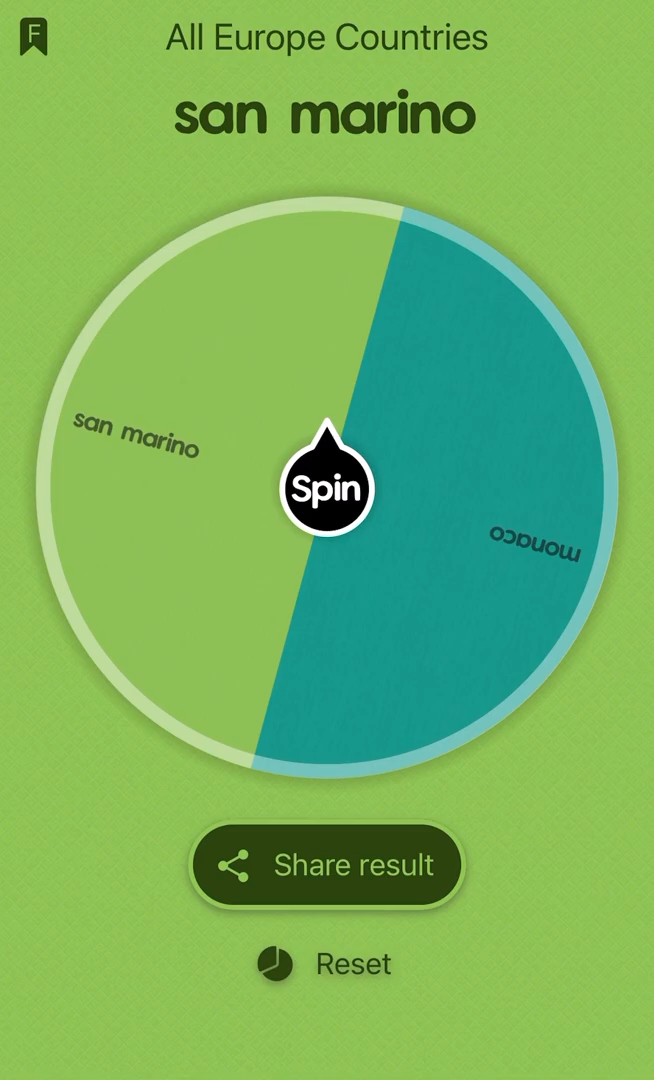 F
All Europe Countries
san marino
san marino
Spin
monaco
Share result
Reset